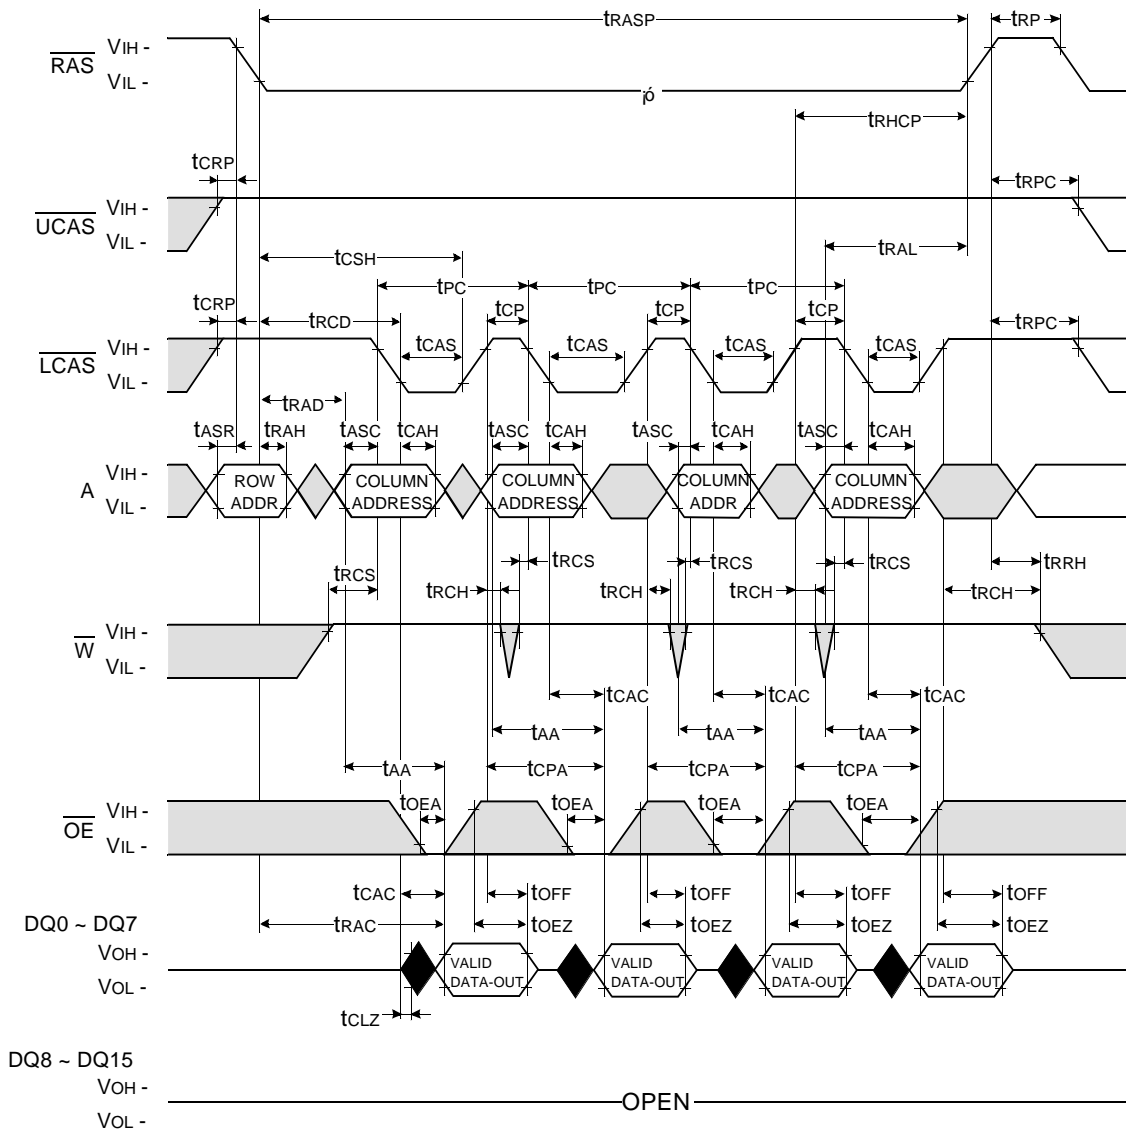 tRASP tRP
RAS VIH -
VIL -
ió
tRHCP
tCRP tRPC
UCAS VIH -
VIL -
tCSH tRAL
tPC tPC tPC
tCRP tRCD tCP tCP tCP tRPC
LCAS VIH -
VIL -
tCAS tCAS tCAS tCAS
tRAD
tASR tRAH tASC tCAH tASC tCAH tASC tCAH tASC tCAH
A VIH -
VIL -
ROW COLUMN COLUMN COLUMN COLUMN
ADDR ADDRESS ADDRESS ADDR ADDRESS
tRCS tRCS tRCS tRCS tRRH
tRCH tRCH tRCH tRCH
W VIH -
VIL -
tCAC tCAC tCAC
tAA tAA tAA
tAA tCPA tCPA tCPA
tOEA tOEA tOEA tOEA
OE VIH -
VIL -
tCAC tOFF tOFF tOFF tOFF
tRAC tOEZ tOEZ tOEZ tOEZ
DQ0 ~ DQ7
VOH -
VOL -
VALID VALID VALID VALID
DATA-OUT DATA-OUT DATA-OUT DATA-OUT
tCLZ
DQ8 ~ DQ15
VOH -
VOL -
OPEN